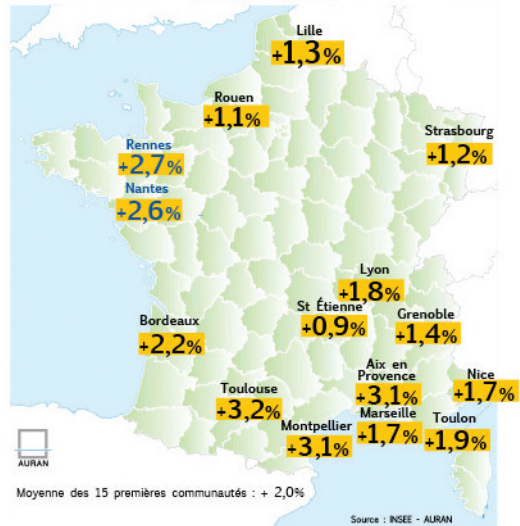 Lille
+1,3%
Rouen
+1,1%
Strasbourg
+1,2%
Rennes
+2,7%
Nantes
+2,6%
Lyon
+1,8%
St Étienne
+0,9%
Grenoble
+1,4%
Bordeaux
+2,2%
Aix en
Provence
+3,1%
Nice
+1,7%
Toulouse
+3,2%
Marseille
+1,7%
Toulon
+1,9%
Montpellier
+3,1%
AURAN
Moyenne des 15 premières communautés : + 2,0%
Source : INSEE - AURAN